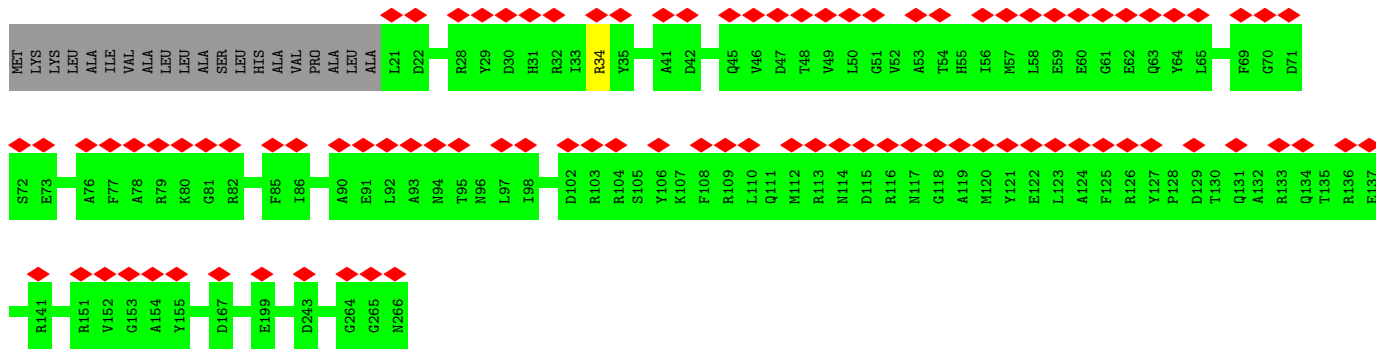 MET LYS LYS LEU ALA ILE VAL ALA LEU LEU ALA SER LEU HIS ALA VAL PRO ALA LEU ALA L21 D22 R28 Y29 D30 H31 R32 I33 R34 Y35 A41 D42 Q45 V46 D47 T48 V49 L50 G51 V52 A53 T54 H55 I56 M57 L58 E59 E60 G61 E62 Q63 Y64 L65 F69 G70 D71
S72 E73 A76 F77 A78 R79 K80 G81 R82 F85 I86 A90 E91 L92 A93 N94 T95 N96 L97 I98 D102 R103 R104 S105 Y106 K107 F108 R109 L110 Q111 M112 R113 N114 D115 R116 N117 G118 A119 M120 Y121 E122 L123 A124 F125 R126 Y127 P128 D129 T130 Q131 A132 R133 Q134 T135 R136 E137
R141 R151 V152 G153 A154 Y155 D167 E199 D243 G264 G265 N266